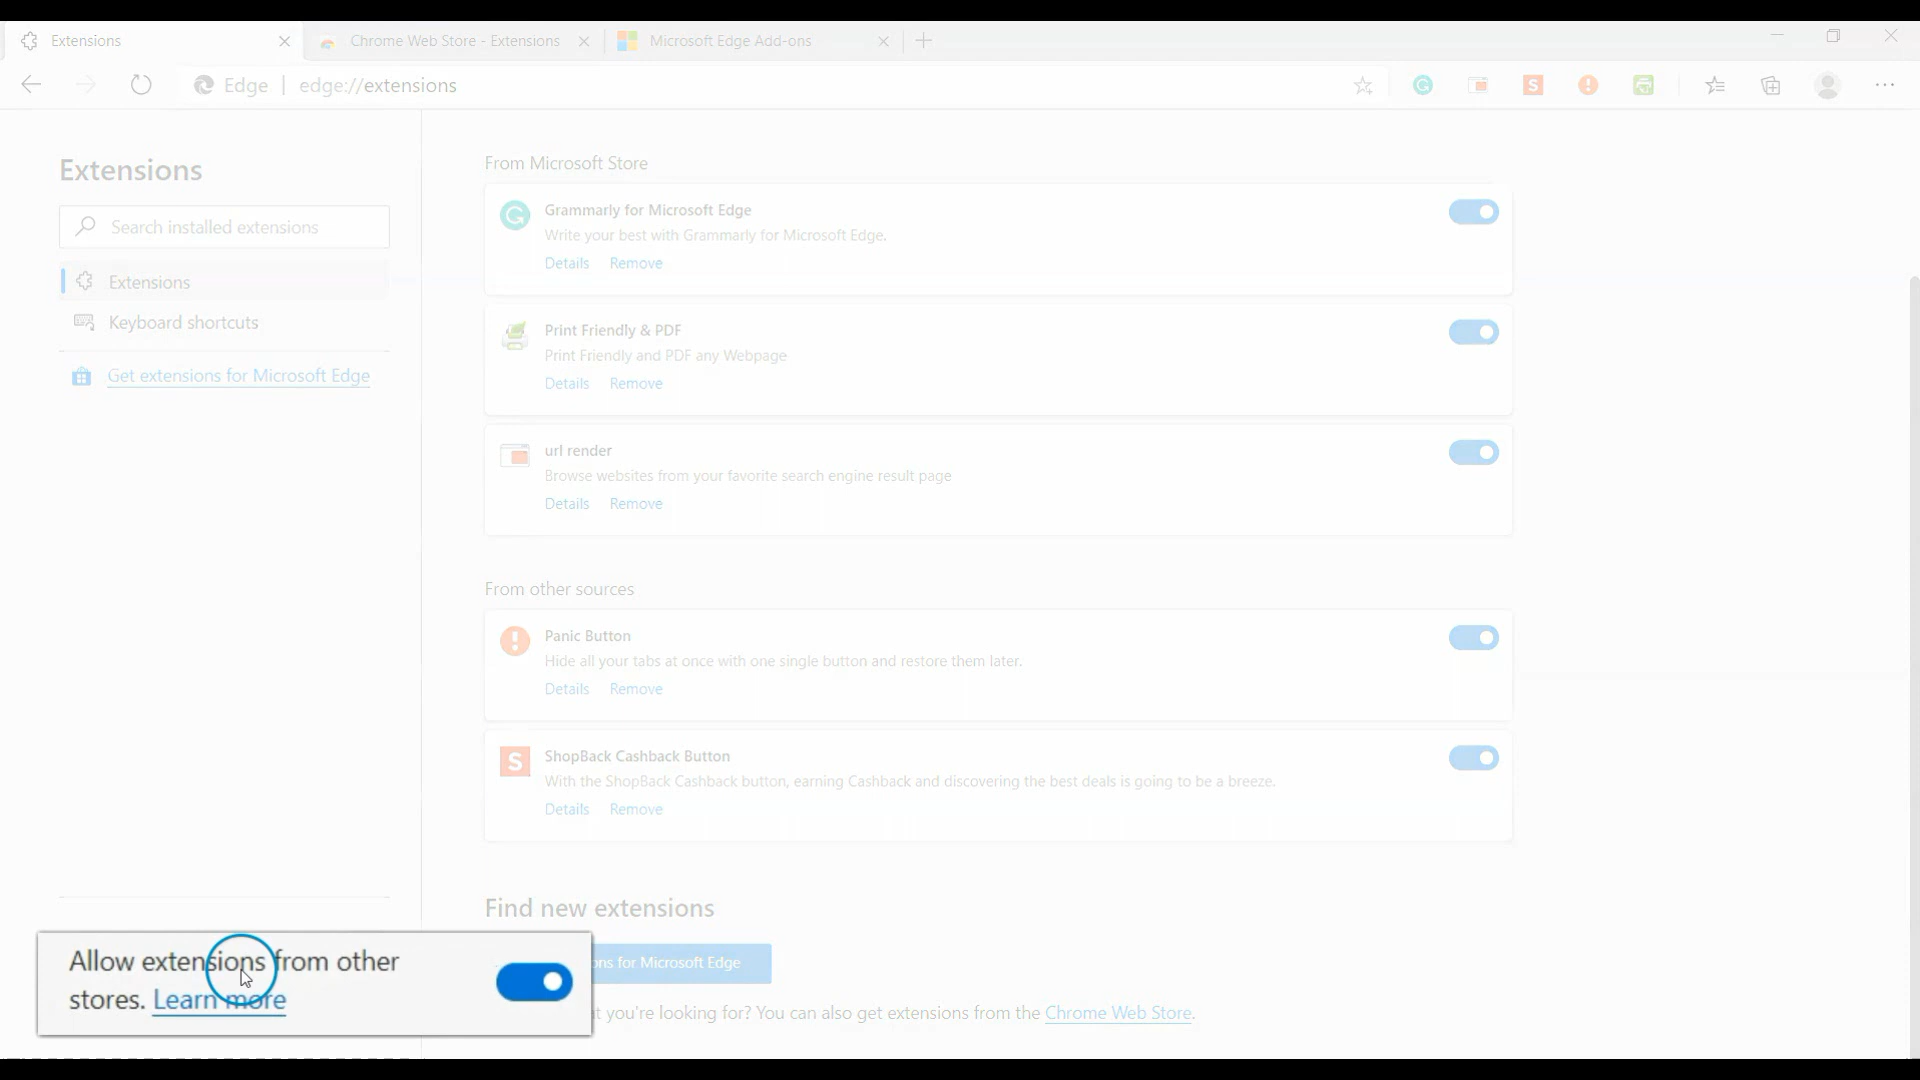 Extensions
Chrome Web Store - Extensions
Microsoft Edge Add-ons
Edge
edge://extensions
Extensions
Search installed extensions
Extensions
Keyboard shortcuts
Get extensions for Microsoft Edge
From Microsoft Store
Grammarly for Microsoft Edge
Write your best with Grammarly for Microsoft Edge.
Details Remove
Print Friendly & PDF
Print Friendly and PDF any Webpage
Details Remove
url render
Browse websites from your favorite search engine result page
Details Remove
From other sources
Panic Button
Hide all your tabs at once with one single button and restore them later.
Details Remove
S
ShopBack Cashback Button
With the ShopBack Cashback button, earning Cashback and discovering the best deals is going to be a breeze.
Details Remove
Find new extensions
for Microsoft Edge
you're looking for? You can also get extensions from the Chrome Web Store.
Allow extensions from other
stores. Learn more